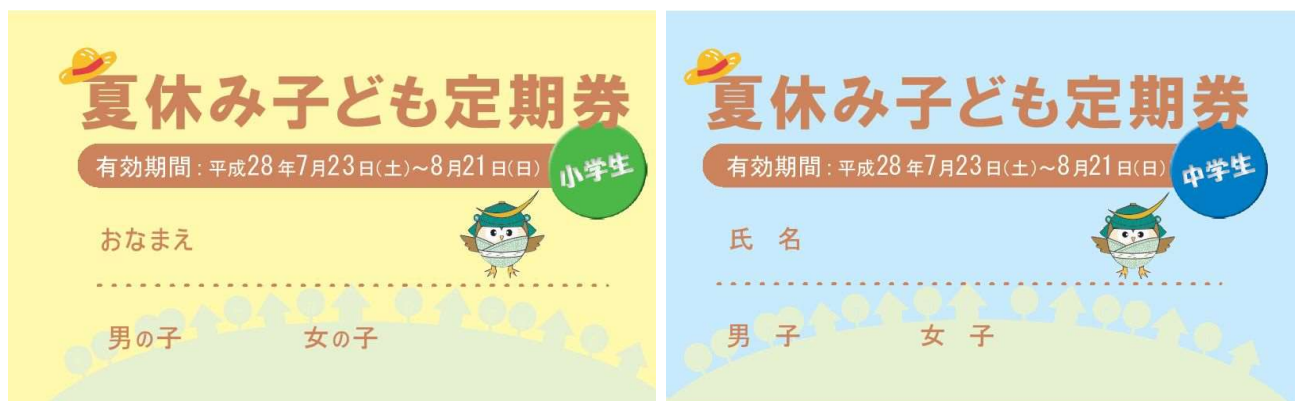 夏休み子ども定期券
有効期間:平成28年7月23日(土)~8月21日(日)
小学生
おなまえ
男の子 女の子
夏休み子ども定期券
有効期間:平成28年7月23日(土)~8月21日(日)
中学生
氏 名
男 子 女 子